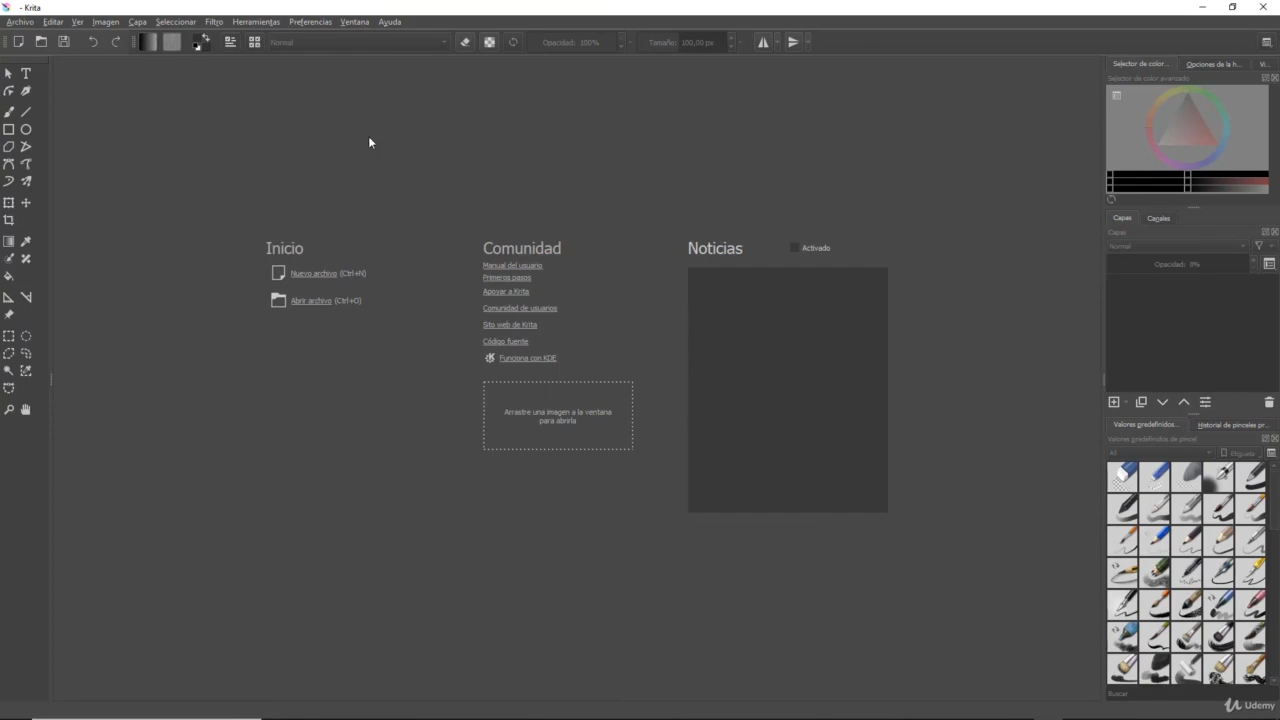 - Krita
Archivo Editar Ver Imagen Capa Seleccionar Filtro Herramientas Preferencias Ventana Ayuda
Normal Opacidad: 100% Tamaño: 100,00 px
Selector de color... Opciones de la h... Vi...
Selector de color avanzado
Capas Canales
Capas
Normal
Opacidad: 0%
Inicio
Nuevo archivo (Ctrl+N)
Abrir archivo (Ctrl+O)
Comunidad
Manual del usuario
Primeros pasos
Apoyar a Krita
Comunidad de usuarios
Sito web de Krita
Código fuente
Funciona con KDE
Arrastre una imagen a la ventana
para abrirla
Noticias Activado
Valores predefinidos... Historial de pinceles pr...
Valores predefinidos de pincel
All Etiqueta
Buscar
Udemy